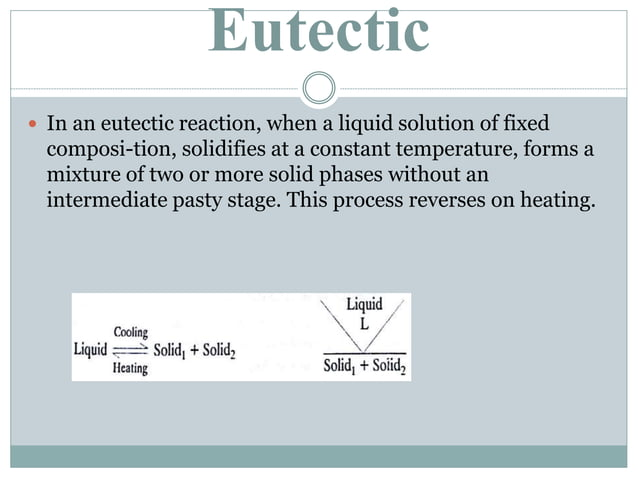 Eutectic
In an eutectic reaction, when a liquid solution of fixed
composi-tion, solidifies at a constant temperature, forms a
mixture of two or more solid phases without an
intermediate pasty stage. This process reverses on heating.
Cooling
Liquid ⇌ Solid₁ + Solid₂
Heating
Liquid
L
Solid₁ + Solid₂